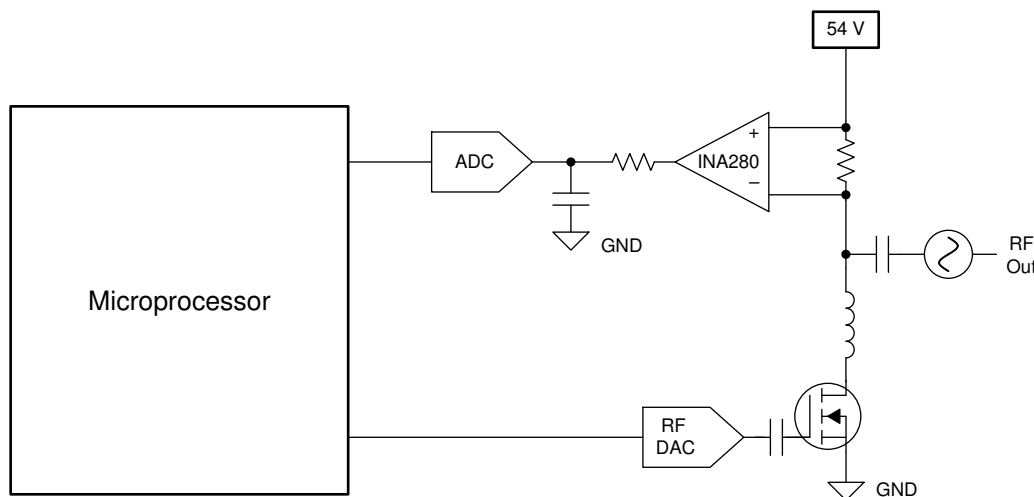 54 V
+
INA280
–
ADC
GND
RF
Out
Microprocessor
RF
DAC
GND